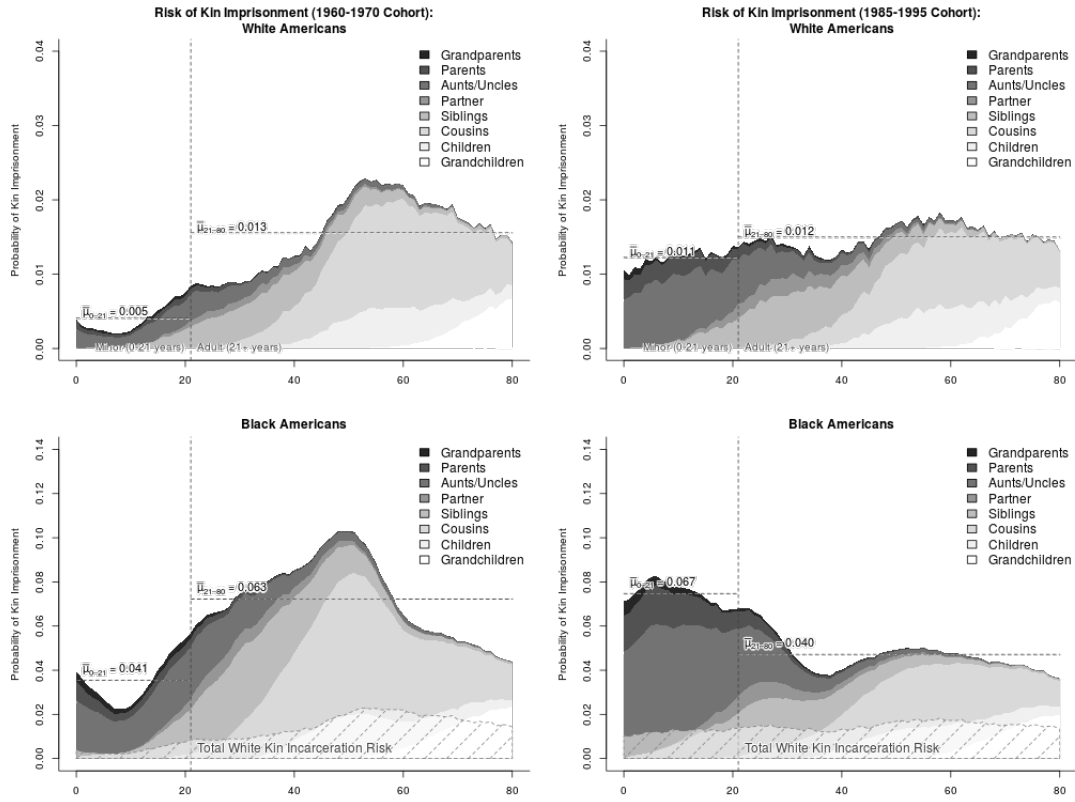 Risk of Kin Imprisonment (1960-1970 Cohort):
White Americans
Probability of Kin Imprisonment
0.04
0.03
0.02
0.01
0.00
Grandparents
Parents
Aunts/Uncles
Partner
Siblings
Cousins
Children
Grandchildren
μ̅21−80 = 0.013
μ̅0−21 = 0.005
Minor (0-21 years) Adult (21+ years)
0 20 40 60 80
Risk of Kin Imprisonment (1985-1995 Cohort):
White Americans
Probability of Kin Imprisonment
0.04
0.03
0.02
0.01
0.00
Grandparents
Parents
Aunts/Uncles
Partner
Siblings
Cousins
Children
Grandchildren
μ̅21−80 = 0.012
μ̅0−21 = 0.011
Minor (0-21 years) Adult (21+ years)
0 20 40 60 80
Black Americans
Probability of Kin Imprisonment
0.14
0.12
0.10
0.08
0.06
0.04
0.02
0.00
Grandparents
Parents
Aunts/Uncles
Partner
Siblings
Cousins
Children
Grandchildren
μ̅21−80 = 0.063
μ̅0−21 = 0.041
Total White Kin Incarceration Risk
0 20 40 60 80
Black Americans
Probability of Kin Imprisonment
0.14
0.12
0.10
0.08
0.06
0.04
0.02
0.00
Grandparents
Parents
Aunts/Uncles
Partner
Siblings
Cousins
Children
Grandchildren
μ̅0−21 = 0.067
μ̅21−80 = 0.040
Total White Kin Incarceration Risk
0 20 40 60 80